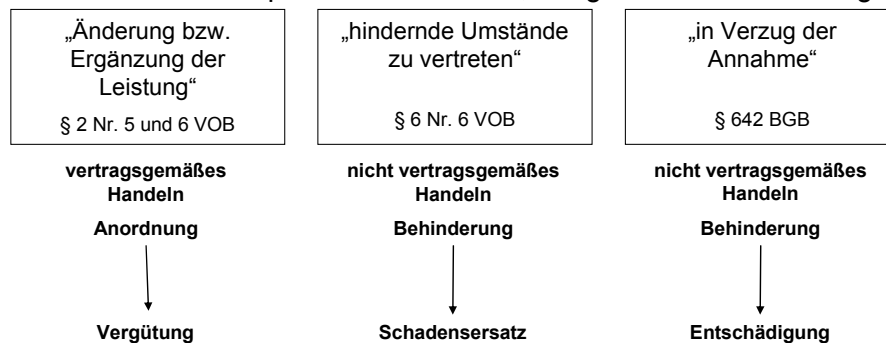 „Änderung bzw.
Ergänzung der
Leistung“
§ 2 Nr. 5 und 6 VOB
„hindernde Umstände
zu vertreten“
§ 6 Nr. 6 VOB
„in Verzug der
Annahme“
§ 642 BGB
vertragsgemäßes
Handeln
nicht vertragsgemäßes
Handeln
nicht vertragsgemäßes
Handeln
Anordnung
Behinderung
Behinderung
Vergütung
Schadensersatz
Entschädigung